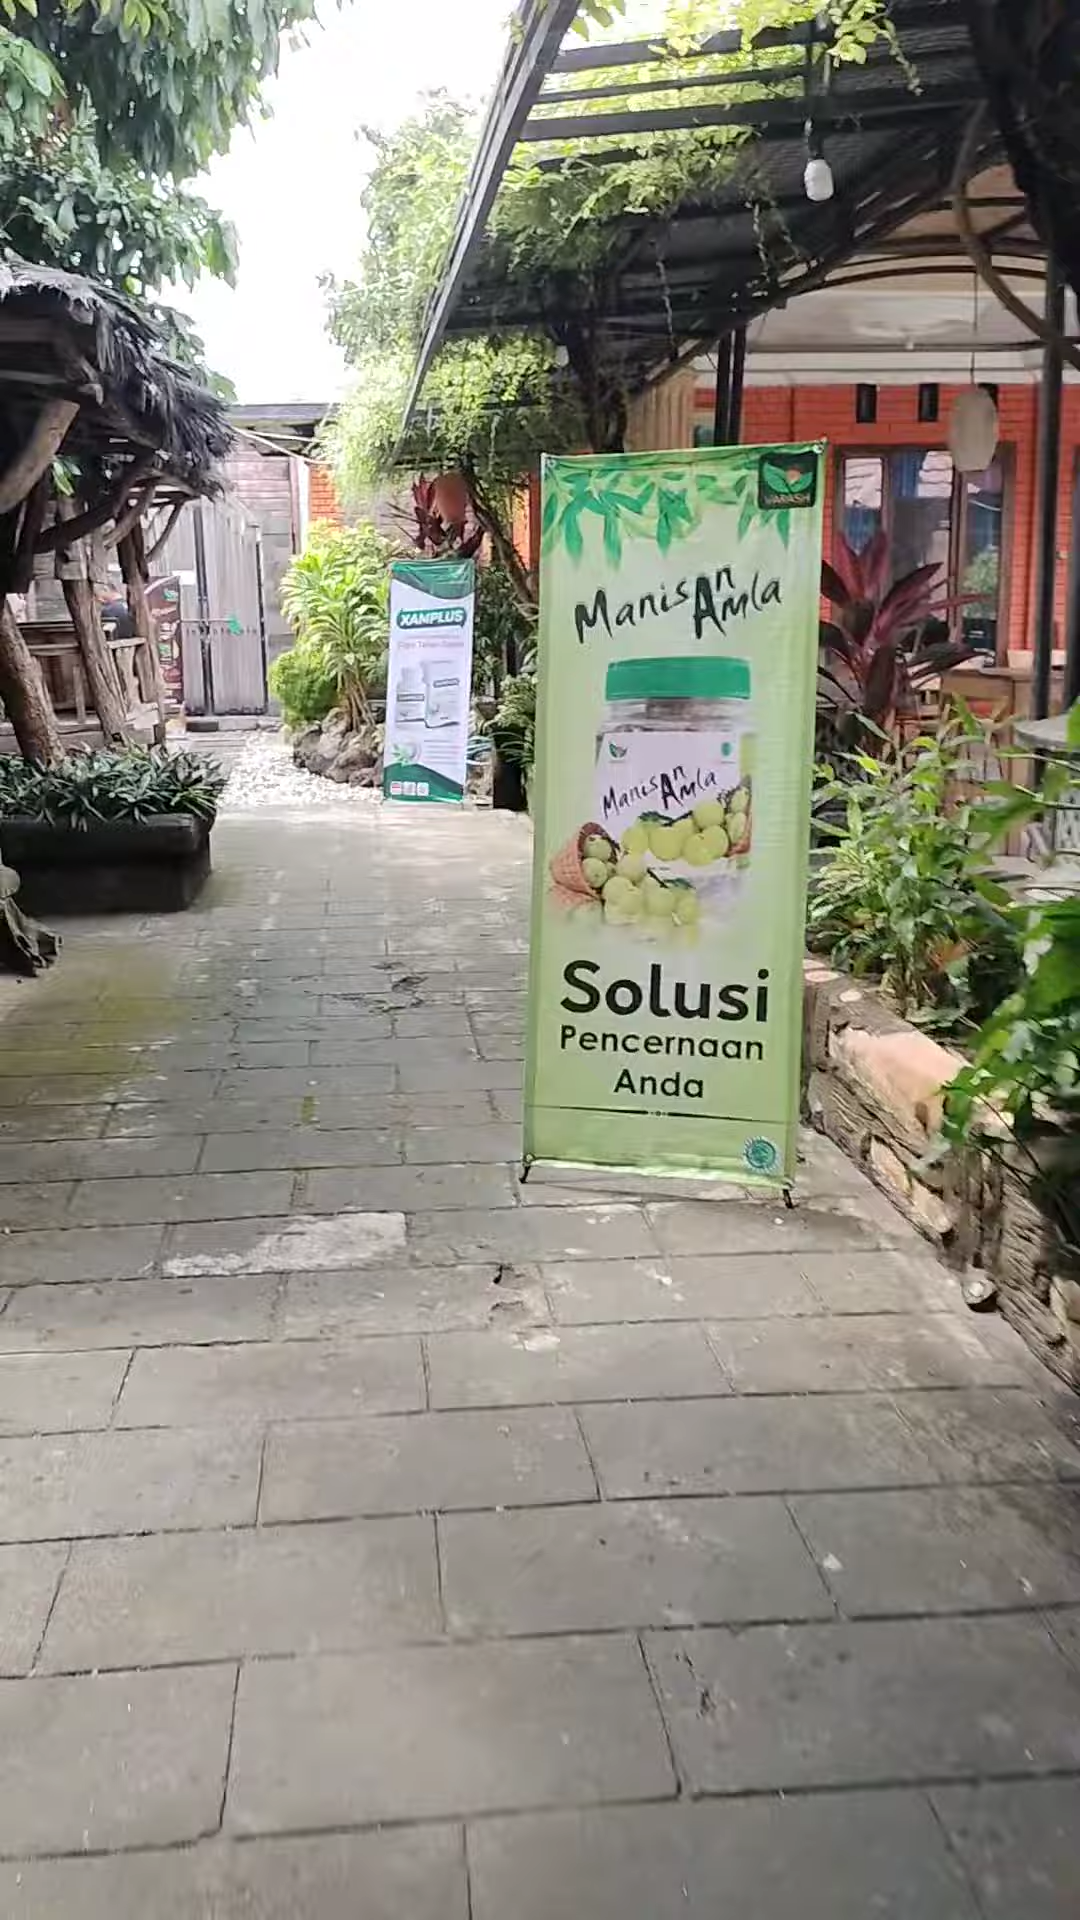 Manisan
Amla
Manisan
Amla
Solusi
Pencernaan
Anda
XAMPLUS